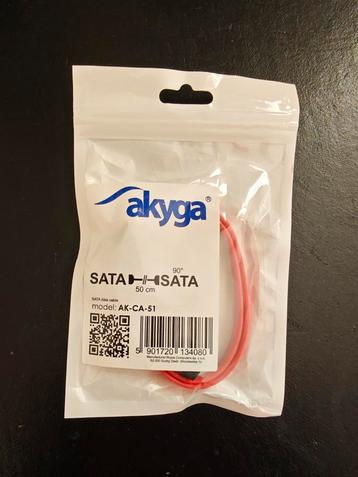 akyga®
90°
SATA SATA
50 cm
SATA data cable
model: AK-CA-51
5 901720 134080